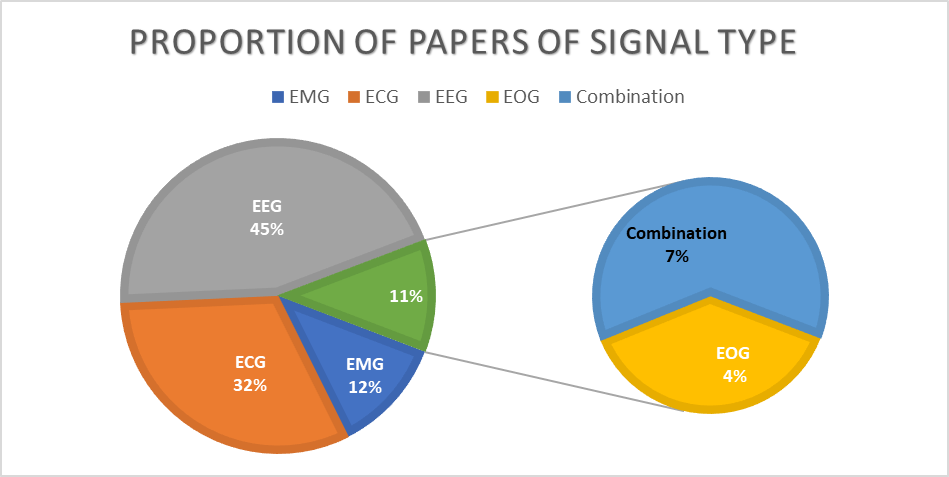 PROPORTION OF PAPERS OF SIGNAL TYPE
EMG ECG EEG EOG Combination
EEG
45%
11%
ECG
32%
EMG
12%
Combination
7%
EOG
4%